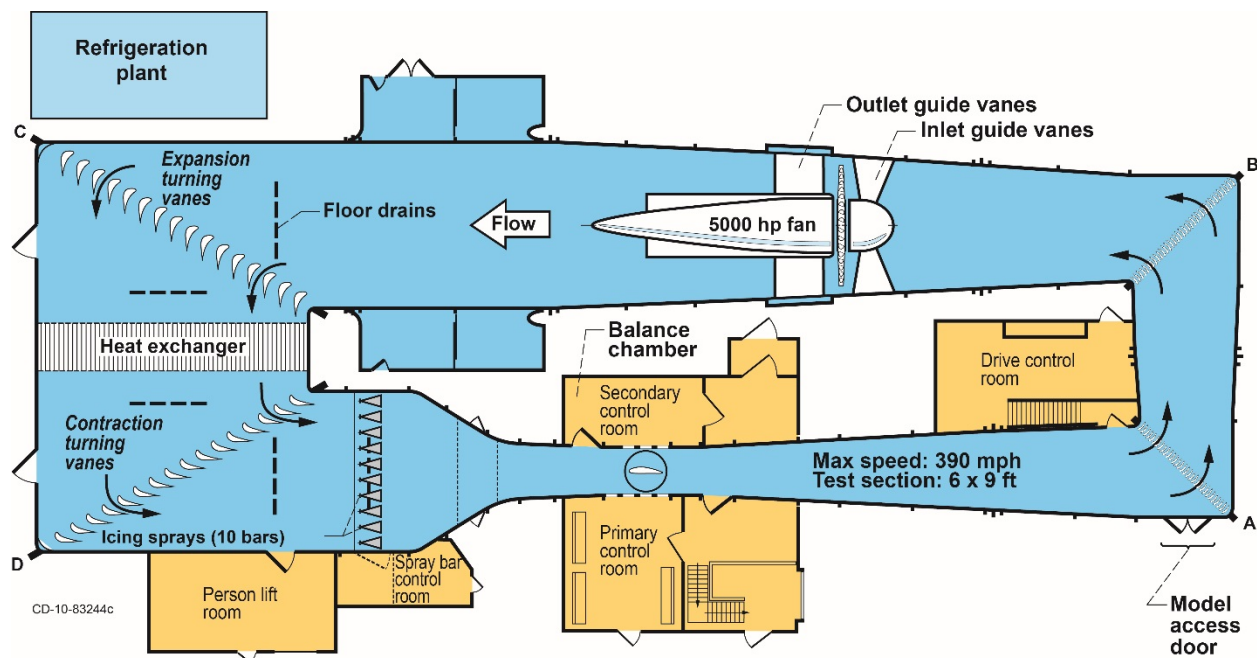 Refrigeration
plant
Outlet guide vanes
Inlet guide vanes
C
B
Expansion
turning
vanes
Floor drains
Flow
5000 hp fan
Heat exchanger
Balance
chamber
Drive control
room
Secondary
control
room
Contraction
turning
vanes
Max speed: 390 mph
Test section: 6 x 9 ft
Icing sprays (10 bars)
Primary
control
room
A
D
Spray bar
control
room
Person lift
room
CD-10-83244c
Model
access
door